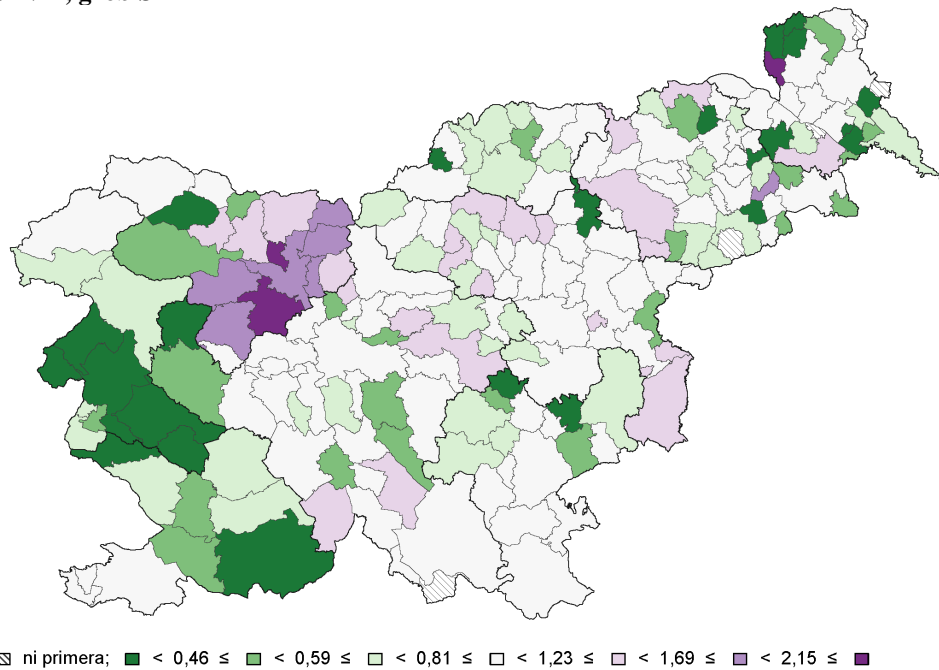 ni primera; < 0,46 ≤ < 0,59 ≤ < 0,81 ≤ < 1,23 ≤ < 1,69 ≤ < 2,15 ≤